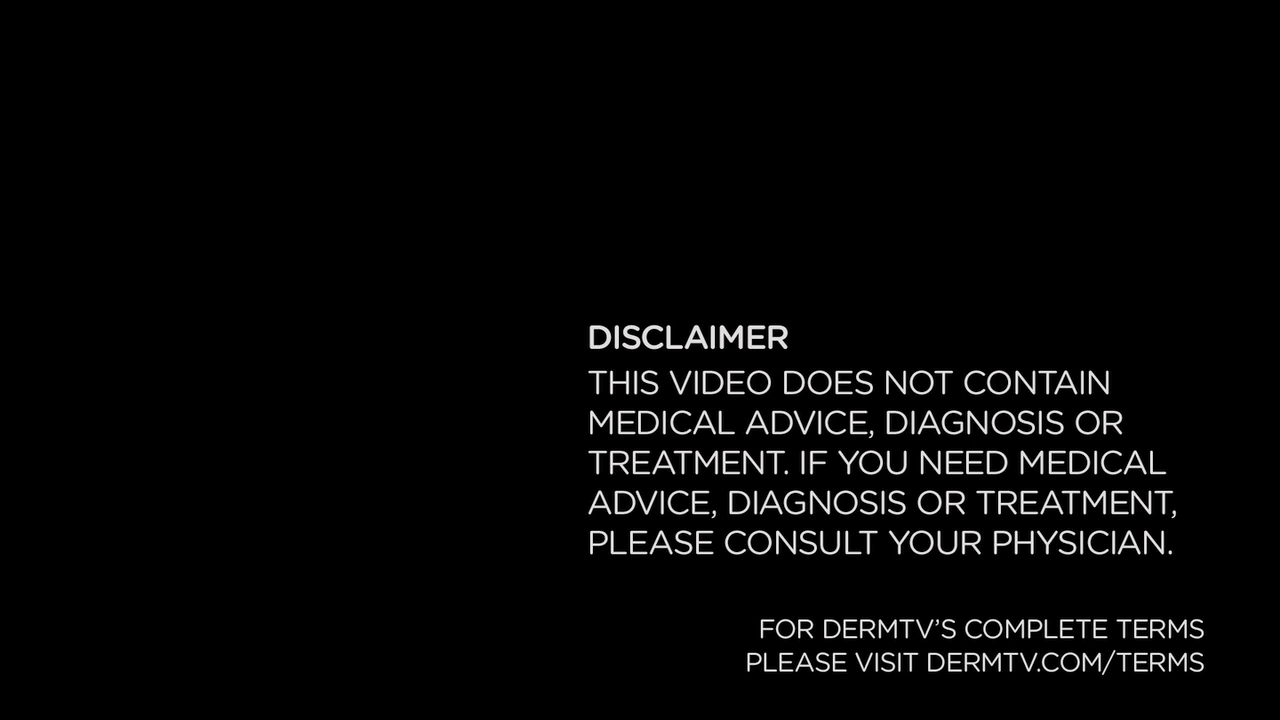 DISCLAIMER
THIS VIDEO DOES NOT CONTAIN
MEDICAL ADVICE, DIAGNOSIS OR
TREATMENT. IF YOU NEED MEDICAL
ADVICE, DIAGNOSIS OR TREATMENT,
PLEASE CONSULT YOUR PHYSICIAN.
FOR DERMTV’S COMPLETE TERMS
PLEASE VISIT DERMTV.COM/TERMS